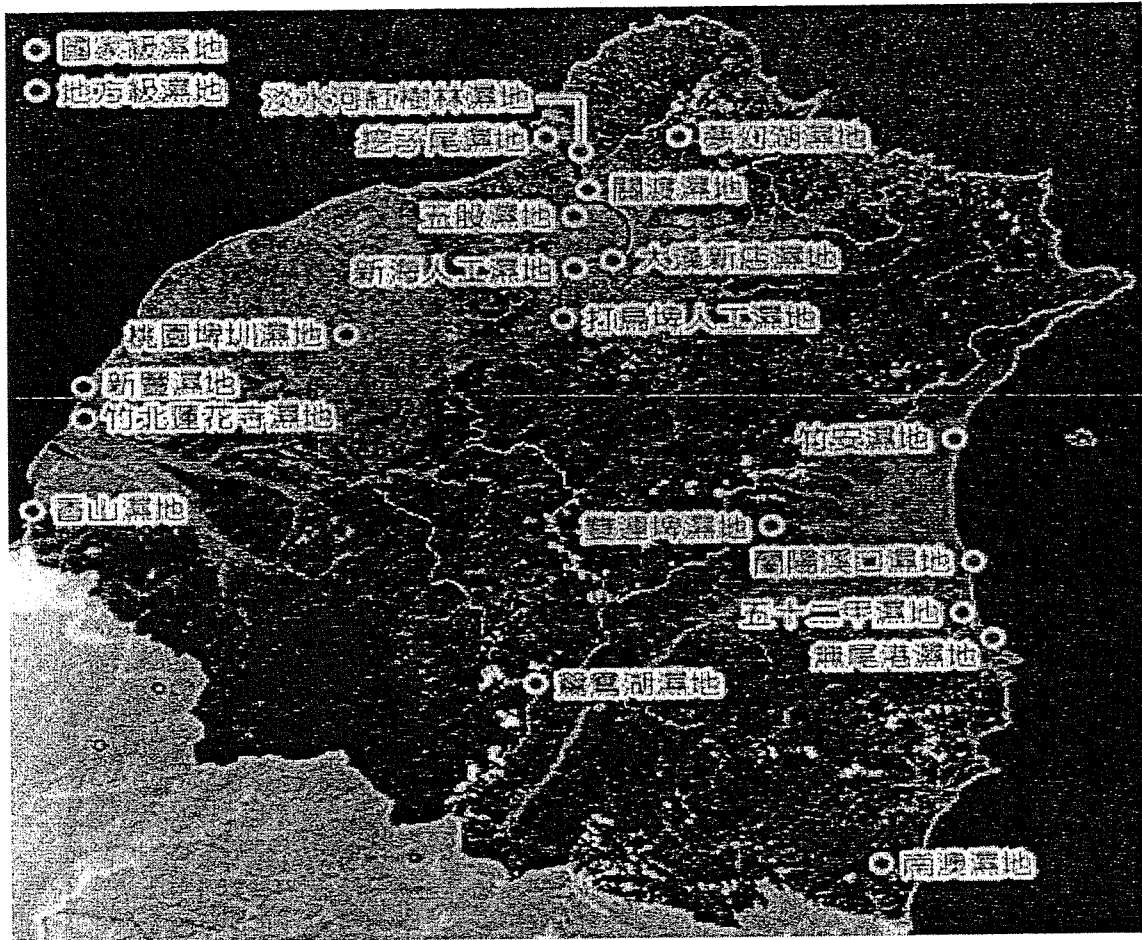 國家級濕地
地方級濕地
淡水河紅樹林濕地
挖子尾濕地
夢幻湖濕地
關渡濕地
五股濕地
大漢新店濕地
新海人工濕地
打鳥埤人工濕地
桃園埤圳濕地
新豐濕地
竹北蓮花寺濕地
竹安濕地
香山濕地
雙連埤濕地
蘭陽溪口濕地
五十二甲濕地
無尾港濕地
鴛鴦湖濕地
南澳濕地